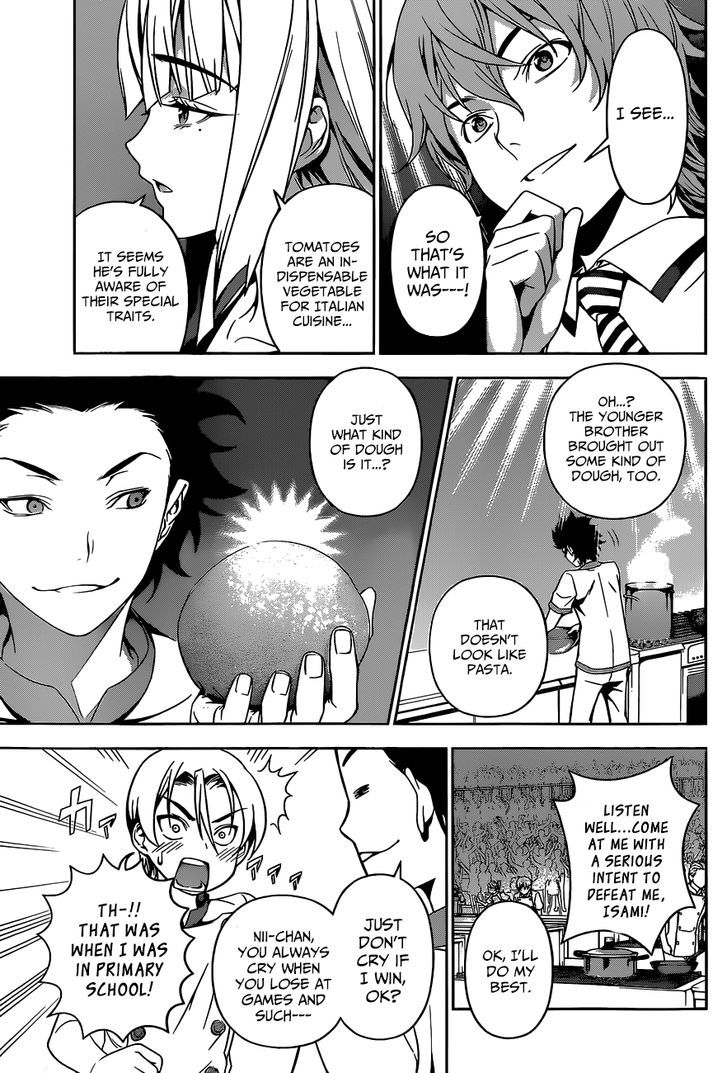 I SEE...
SO
THAT'S
WHAT IT
WAS---!
TOMATOES
ARE AN IN-
DISPENSABLE
VEGETABLE
FOR ITALIAN
CUISINE...
IT SEEMS
HE'S FULLY
AWARE OF
THEIR SPECIAL
TRAITS.
OH...?
THE YOUNGER
BROTHER
BROUGHT OUT
SOME KIND OF
DOUGH, TOO.
THAT
DOESN'T
LOOK LIKE
PASTA.
JUST
WHAT KIND
OF DOUGH
IS IT...?
LISTEN
WELL...COME
AT ME WITH
A SERIOUS
INTENT TO
DEFEAT ME,
ISAMI!
OK, I'LL
DO MY
BEST.
JUST
DON'T
CRY IF
I WIN,
OK?
NII-CHAN,
YOU ALWAYS
CRY WHEN
YOU LOSE AT
GAMES AND
SUCH---
TH-!!
THAT WAS
WHEN I WAS
IN PRIMARY
SCHOOL!